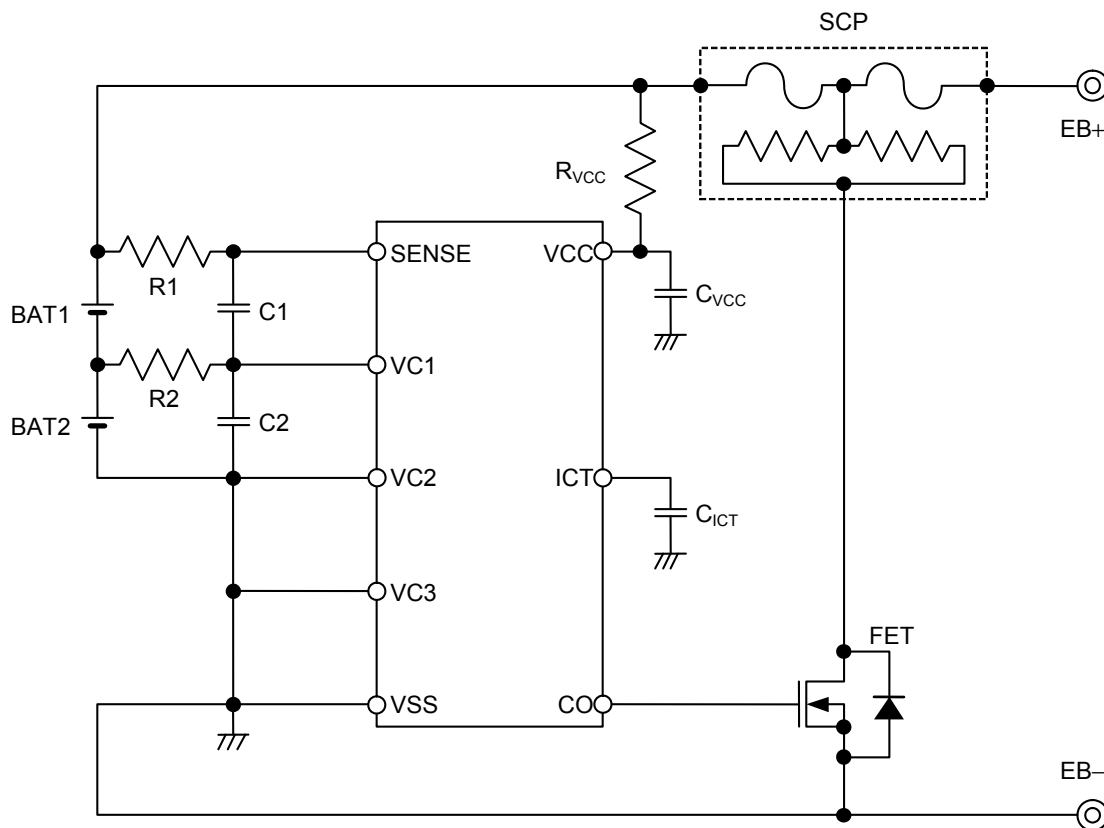 SCP
EB+
RVCC
SENSE
VCC
R1
C1
CVCC
BAT1
VC1
R2
C2
BAT2
VC2
ICT
CICT
VC3
FET
VSS
CO
EB−